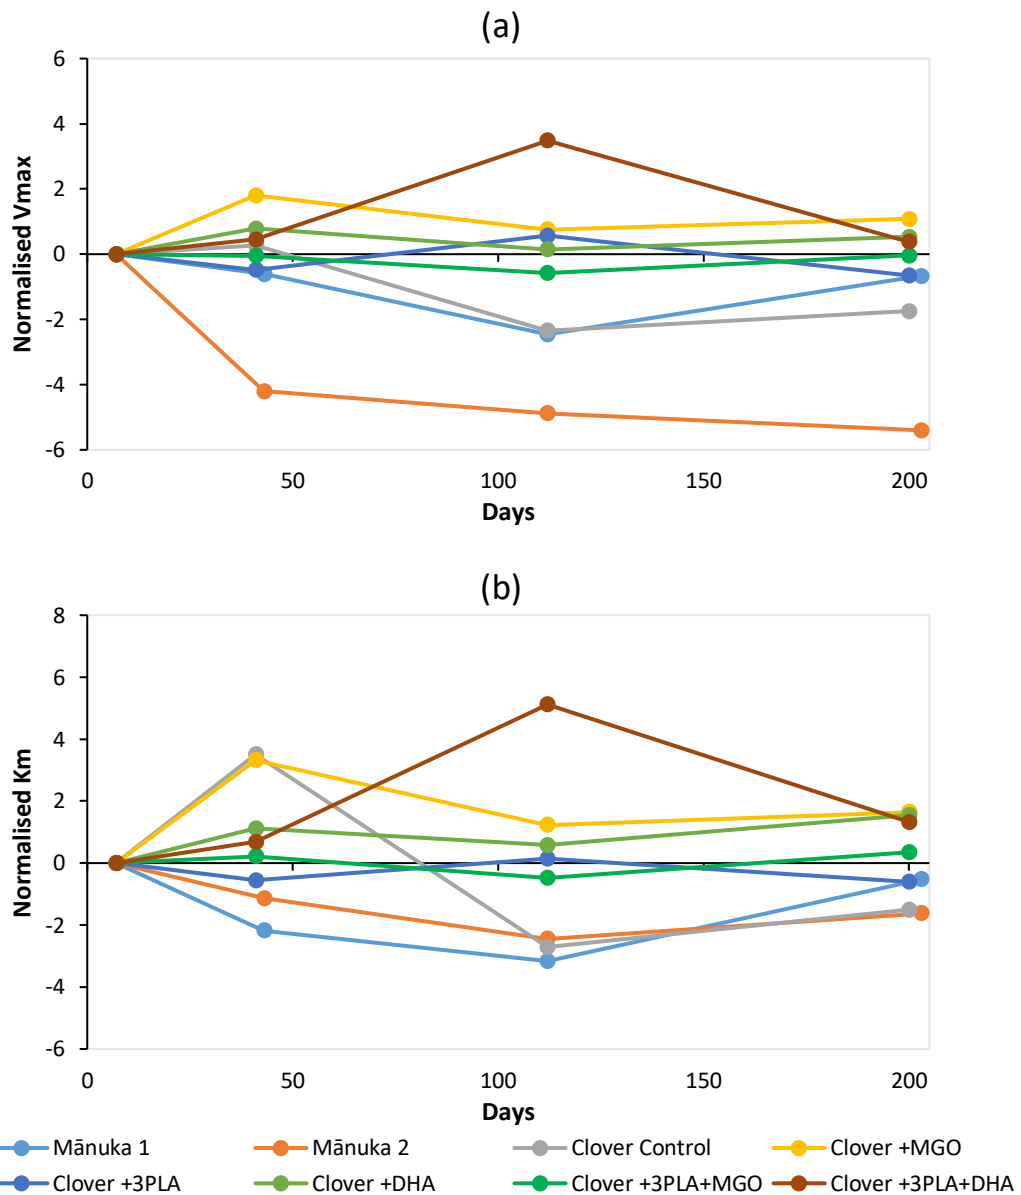 (a)
6
4
2
0
-2
-4
-6
Normalised Vmax
0 50 100 150 200
Days
(b)
8
6
4
2
0
-2
-4
-6
Normalised Km
0 50 100 150 200
Days
Mānuka 1 Mānuka 2 Clover Control Clover +MGO
Clover +3PLA Clover +DHA Clover +3PLA+MGO Clover +3PLA+DHA